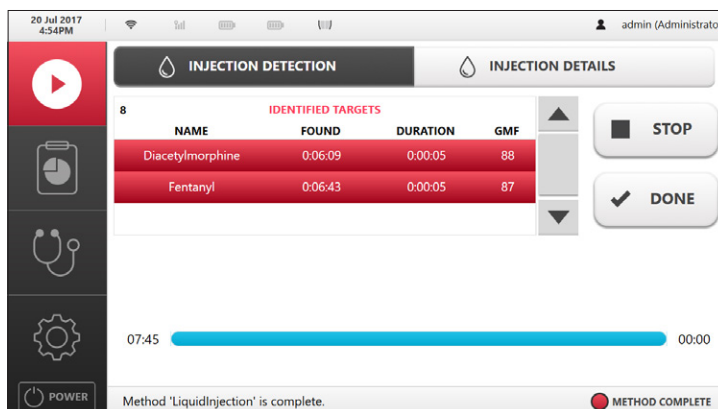 20 Jul 2017
4:54PM
admin (Administrato
INJECTION DETECTION
INJECTION DETAILS
8 IDENTIFIED TARGETS
NAME FOUND DURATION GMF
Diacetylmorphine 0:06:09 0:00:05 88
Fentanyl 0:06:43 0:00:05 87
STOP
DONE
07:45 00:00
POWER
Method 'LiquidInjection' is complete.
METHOD COMPLETE